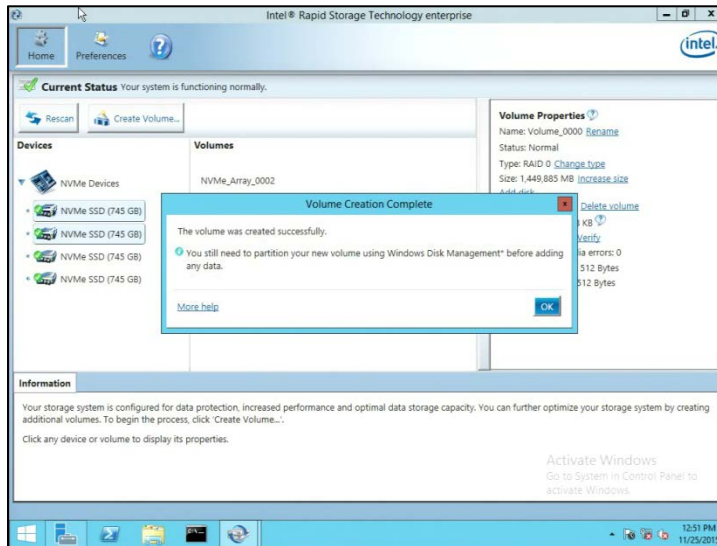 Intel® Rapid Storage Technology enterprise
Home
Preferences
intel
Current Status Your system is functioning normally.
Rescan
Create Volume...
Devices
Volumes
NVMe Devices
NVMe_Array_0002
NVMe SSD (745 GB)
NVMe SSD (745 GB)
NVMe SSD (745 GB)
NVMe SSD (745 GB)
Volume Properties
Name: Volume_0000 Rename
Status: Normal
Type: RAID 0 Change type
Size: 1,449,885 MB Increase size
Add disk
Delete volume
KB
Verify
errors: 0
512 Bytes
512 Bytes
Volume Creation Complete
The volume was created successfully.
You still need to partition your new volume using Windows Disk Management* before adding
any data.
More help
OK
Information
Your storage system is configured for data protection, increased performance and optimal data storage capacity. You can further optimize your storage system by creating
additional volumes. To begin the process, click 'Create Volume...'.
Click any device or volume to display its properties.
Activate Windows
Go to System in Control Panel to
activate Windows.
12:51 PM